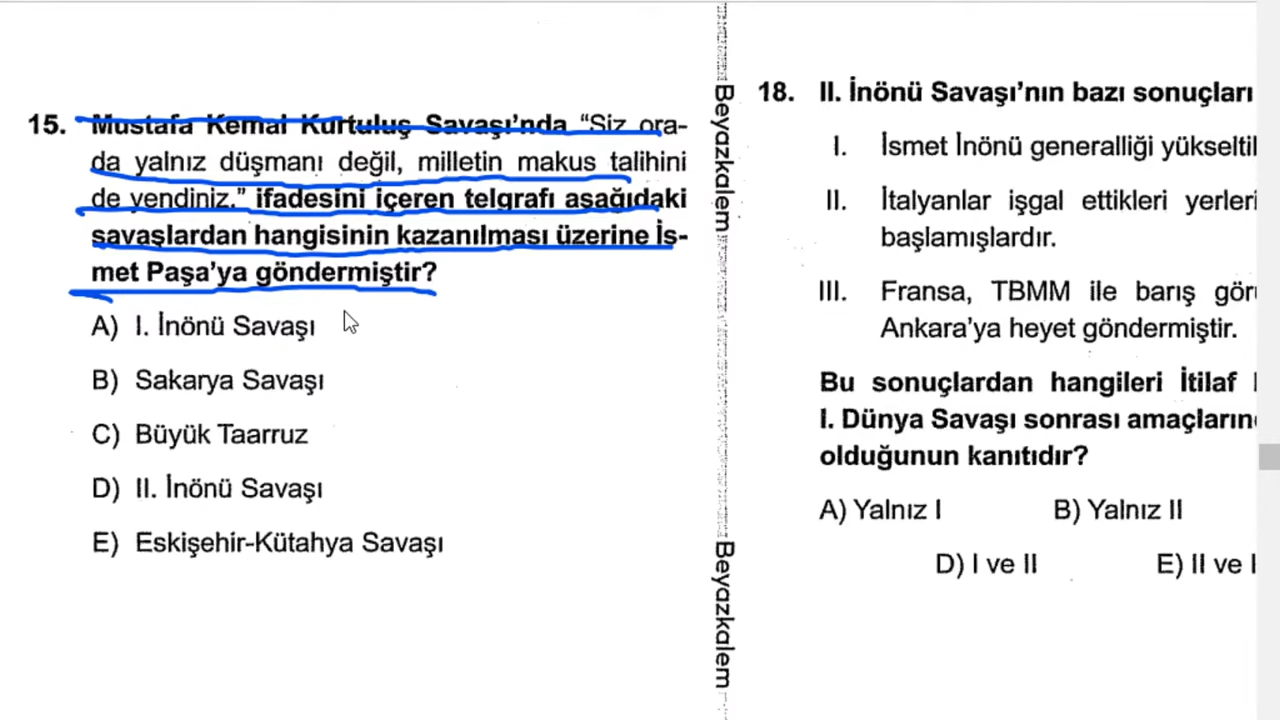 15. Mustafa Kemal Kurtuluş Savaşı'nda “Siz ora-
da yalnız düşmanı değil, milletin makus talihini
de yendiniz.” ifadesini içeren telgrafı aşağıdaki
savaşlardan hangisinin kazanılması üzerine İs-
met Paşa'ya göndermiştir?
A) I. İnönü Savaşı
B) Sakarya Savaşı
C) Büyük Taarruz
D) II. İnönü Savaşı
E) Eskişehir-Kütahya Savaşı
Beyazkalem
Beyazkalem
18. II. İnönü Savaşı'nın bazı sonuçları
I. İsmet İnönü generalliği yükseltil
II. İtalyanlar işgal ettikleri yerleri
başlamışlardır.
III. Fransa, TBMM ile barış gör
Ankara'ya heyet göndermiştir.
Bu sonuçlardan hangileri İtilaf
I. Dünya Savaşı sonrası amaçların
olduğunun kanıtıdır?
A) Yalnız I B) Yalnız II
D) I ve II E) II ve